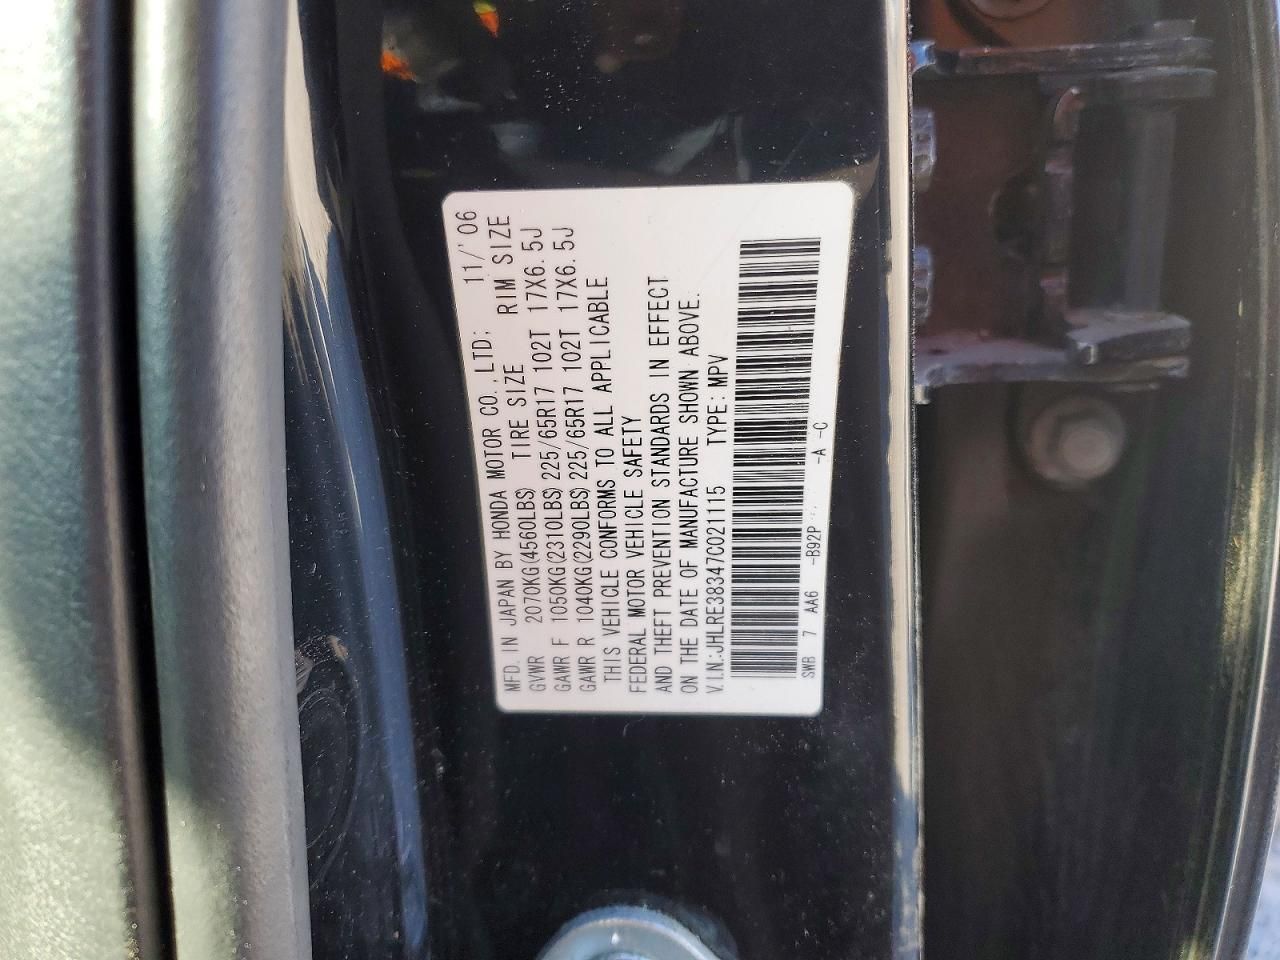 MFD. IN JAPAN BY HONDA MOTOR CO., LTD: 11/'06
TIRE SIZE RIM SIZE
GVWR 2070KG(4560LBS)
GAWR F 1050KG(2310LBS) 225/65R17 102T 17X6.5J
GAWR R 1040KG(2290LBS) 225/65R17 102T 17X6.5J
THIS VEHICLE CONFORMS TO ALL APPLICABLE
FEDERAL MOTOR VEHICLE SAFETY
AND THEFT PREVENTION STANDARDS IN EFFECT
ON THE DATE OF MANUFACTURE SHOWN ABOVE.
V.I.N.:JHLRE38347C021115 TYPE:MPV
SWB 7 AA6 -B92P -A -C